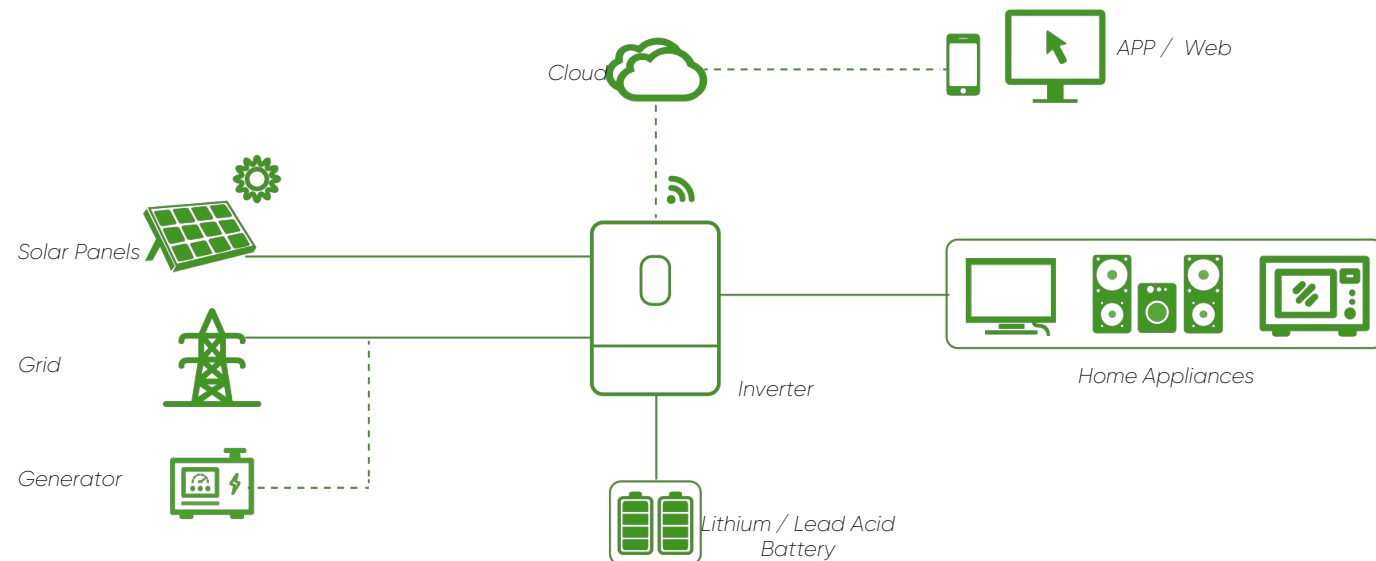 Cloud
APP / Web
Solar Panels
Grid
Inverter
Home Appliances
Generator
Lithium / Lead Acid
Battery